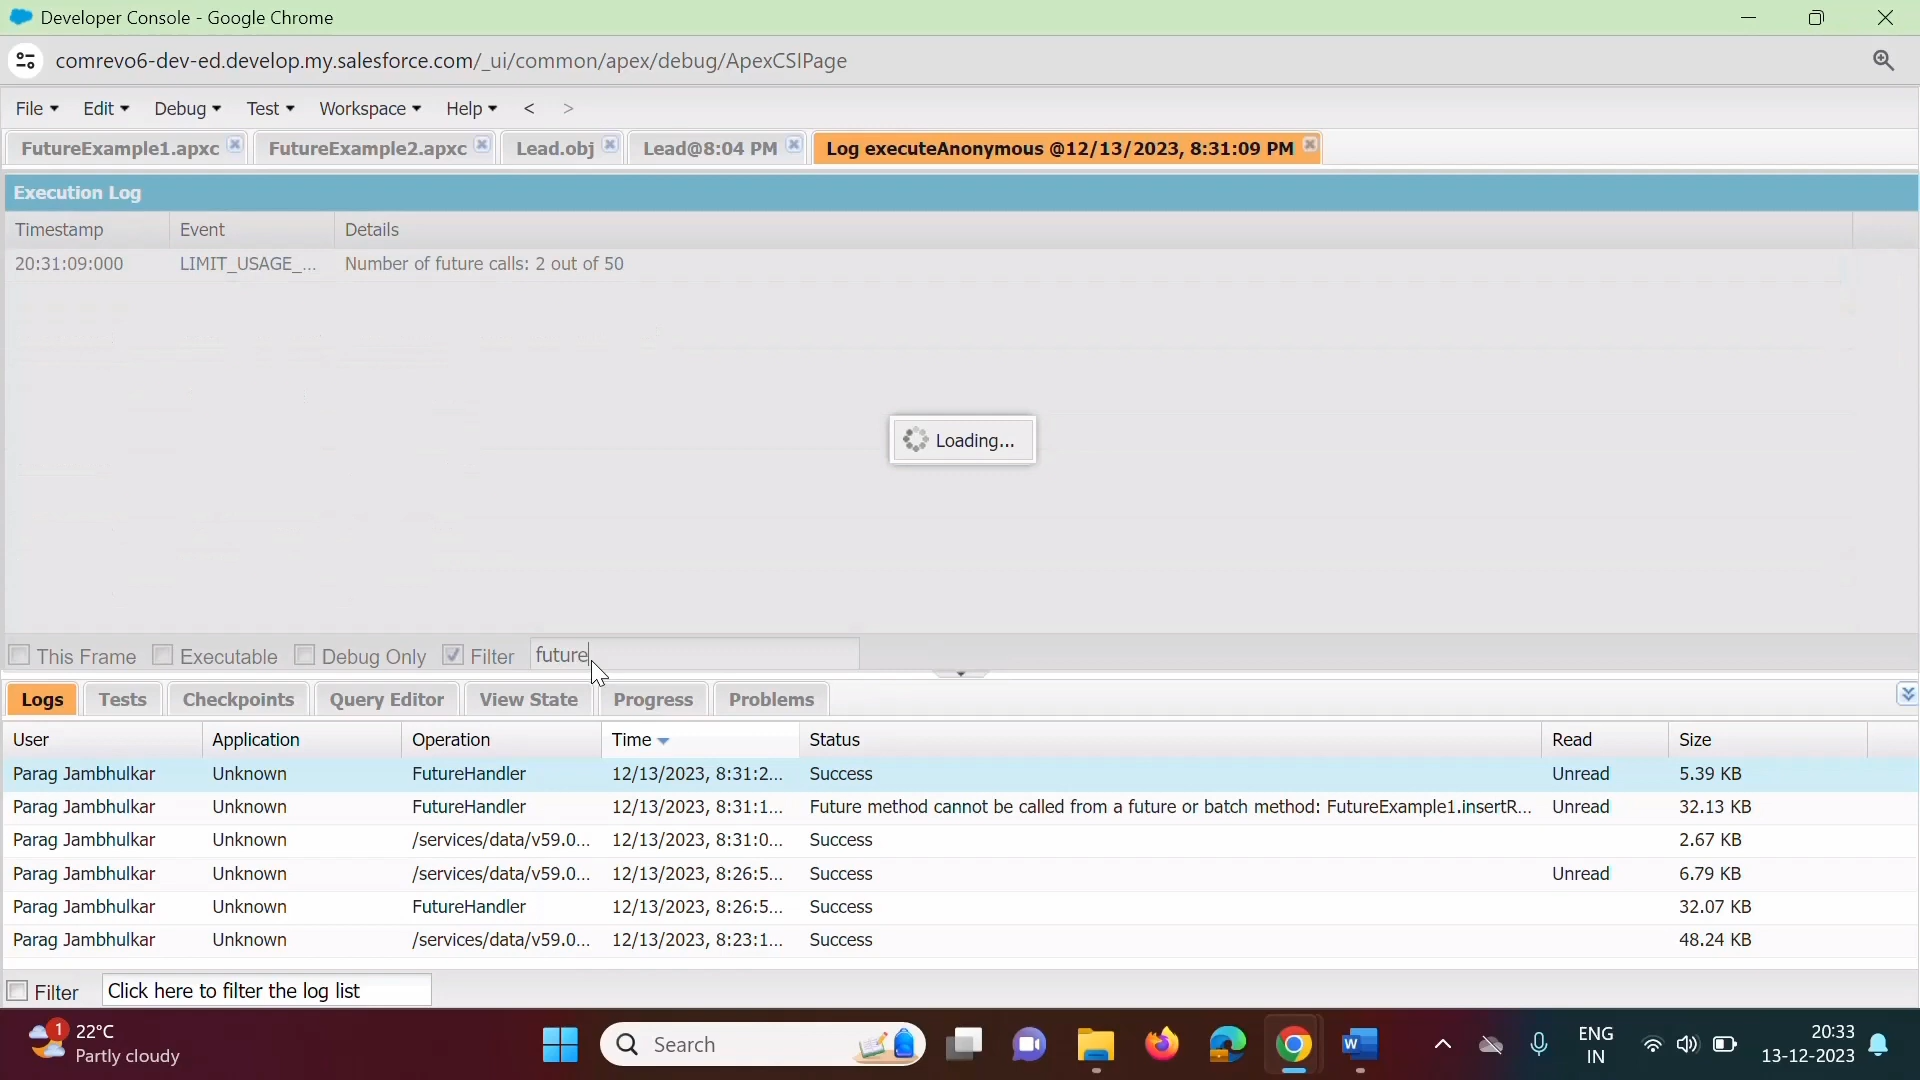 Developer Console - Google Chrome
comrevo6-dev-ed.develop.my.salesforce.com/_ui/common/apex/debug/ApexCSIPage
File Edit Debug Test Workspace Help < >
FutureExample1.apxc FutureExample2.apxc Lead.obj Lead@8:04 PM Log executeAnonymous @12/13/2023, 8:31:09 PM
Execution Log
Timestamp Event Details
20:31:09:000 LIMIT_USAGE_... Number of future calls: 2 out of 50
Loading...
This Frame Executable Debug Only Filter future
Logs Tests Checkpoints Query Editor View State Progress Problems
User Application Operation Time Status Read Size
Parag Jambhulkar Unknown FutureHandler 12/13/2023, 8:31:2... Success Unread 5.39 KB
Parag Jambhulkar Unknown FutureHandler 12/13/2023, 8:31:1... Future method cannot be called from a future or batch method: FutureExample1.insertR... Unread 32.13 KB
Parag Jambhulkar Unknown /services/data/v59.0... 12/13/2023, 8:31:0... Success 2.67 KB
Parag Jambhulkar Unknown /services/data/v59.0... 12/13/2023, 8:26:5... Success Unread 6.79 KB
Parag Jambhulkar Unknown FutureHandler 12/13/2023, 8:26:5... Success 32.07 KB
Parag Jambhulkar Unknown /services/data/v59.0... 12/13/2023, 8:23:1... Success 48.24 KB
Filter Click here to filter the log list
1 22°C
Partly cloudy
Search
W
ENG
IN
20:33
13-12-2023